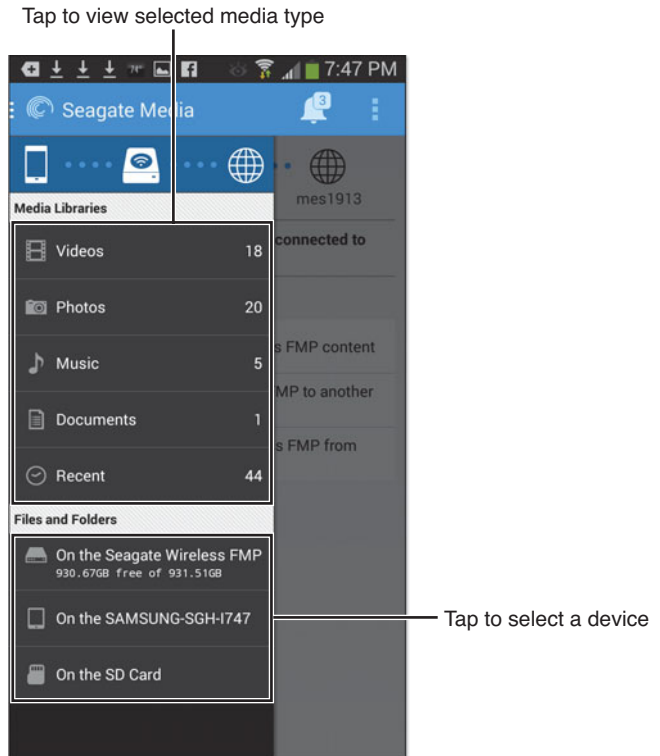 Tap to view selected media type
7:47 PM
Seagate Media
3
mes1913
Media Libraries
connected to
Videos 18
Photos 20
s FMP content
Music 5
MP to another
Documents 1
s FMP from
Recent 44
Files and Folders
On the Seagate Wireless FMP
930.67GB free of 931.51GB
On the SAMSUNG-SGH-I747
Tap to select a device
On the SD Card